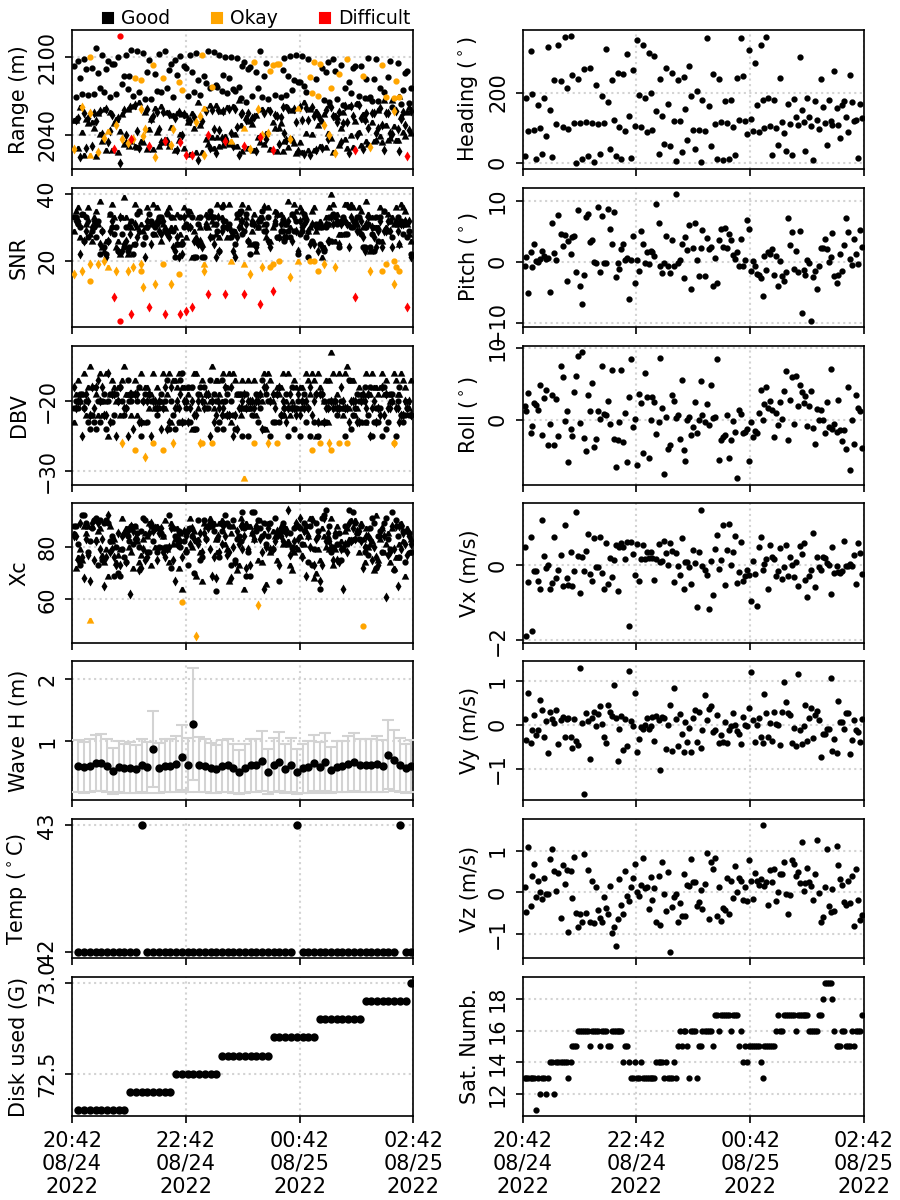 Good Okay Difficult
Range (m)
2100
2040
Heading (°)
200
0
SNR
40
20
Pitch (°)
10
0
−10
DBV
−20
−30
Roll (°)
10
0
Xc
80
60
Vx (m/s)
0
−2
Wave H (m)
2
1
Vy (m/s)
1
0
−1
Temp (°C)
43
42
Vz (m/s)
1
0
−1
Disk used (G)
73.0
72.5
Sat. Numb.
18
16
14
12
20:42 22:42 00:42 02:42 20:42 22:42 00:42 02:42
08/24 08/24 08/25 08/25 08/24 08/24 08/25 08/25
2022 2022 2022 2022 2022 2022 2022 2022